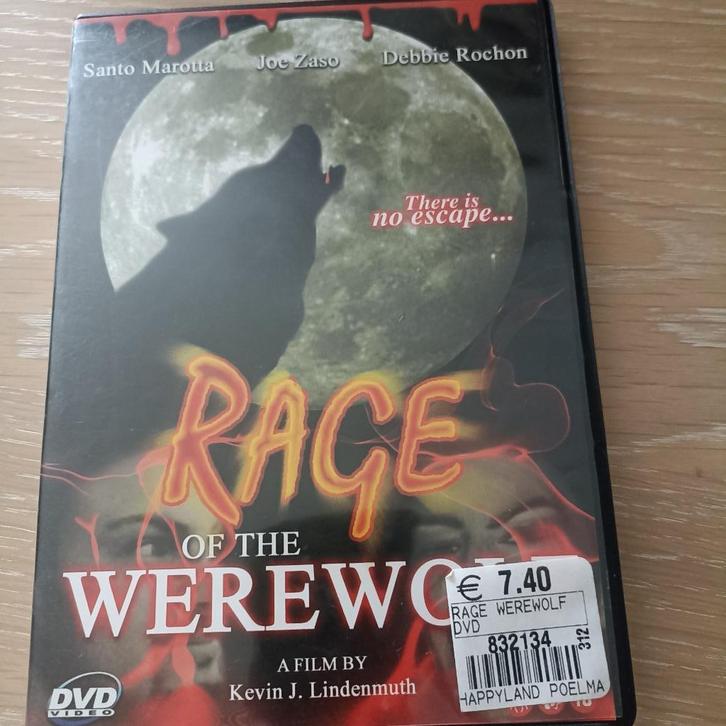 Santo Marotta Joe Zaso Debbie Rochon
There is
no escape...
RAGE
OF THE
WEREWO
€ 7.40
RAGE WEREWOLF
DVD
832134
312
HAPPYLAND POELMA
A FILM BY
Kevin J. Lindenmuth
DVD
VIDEO